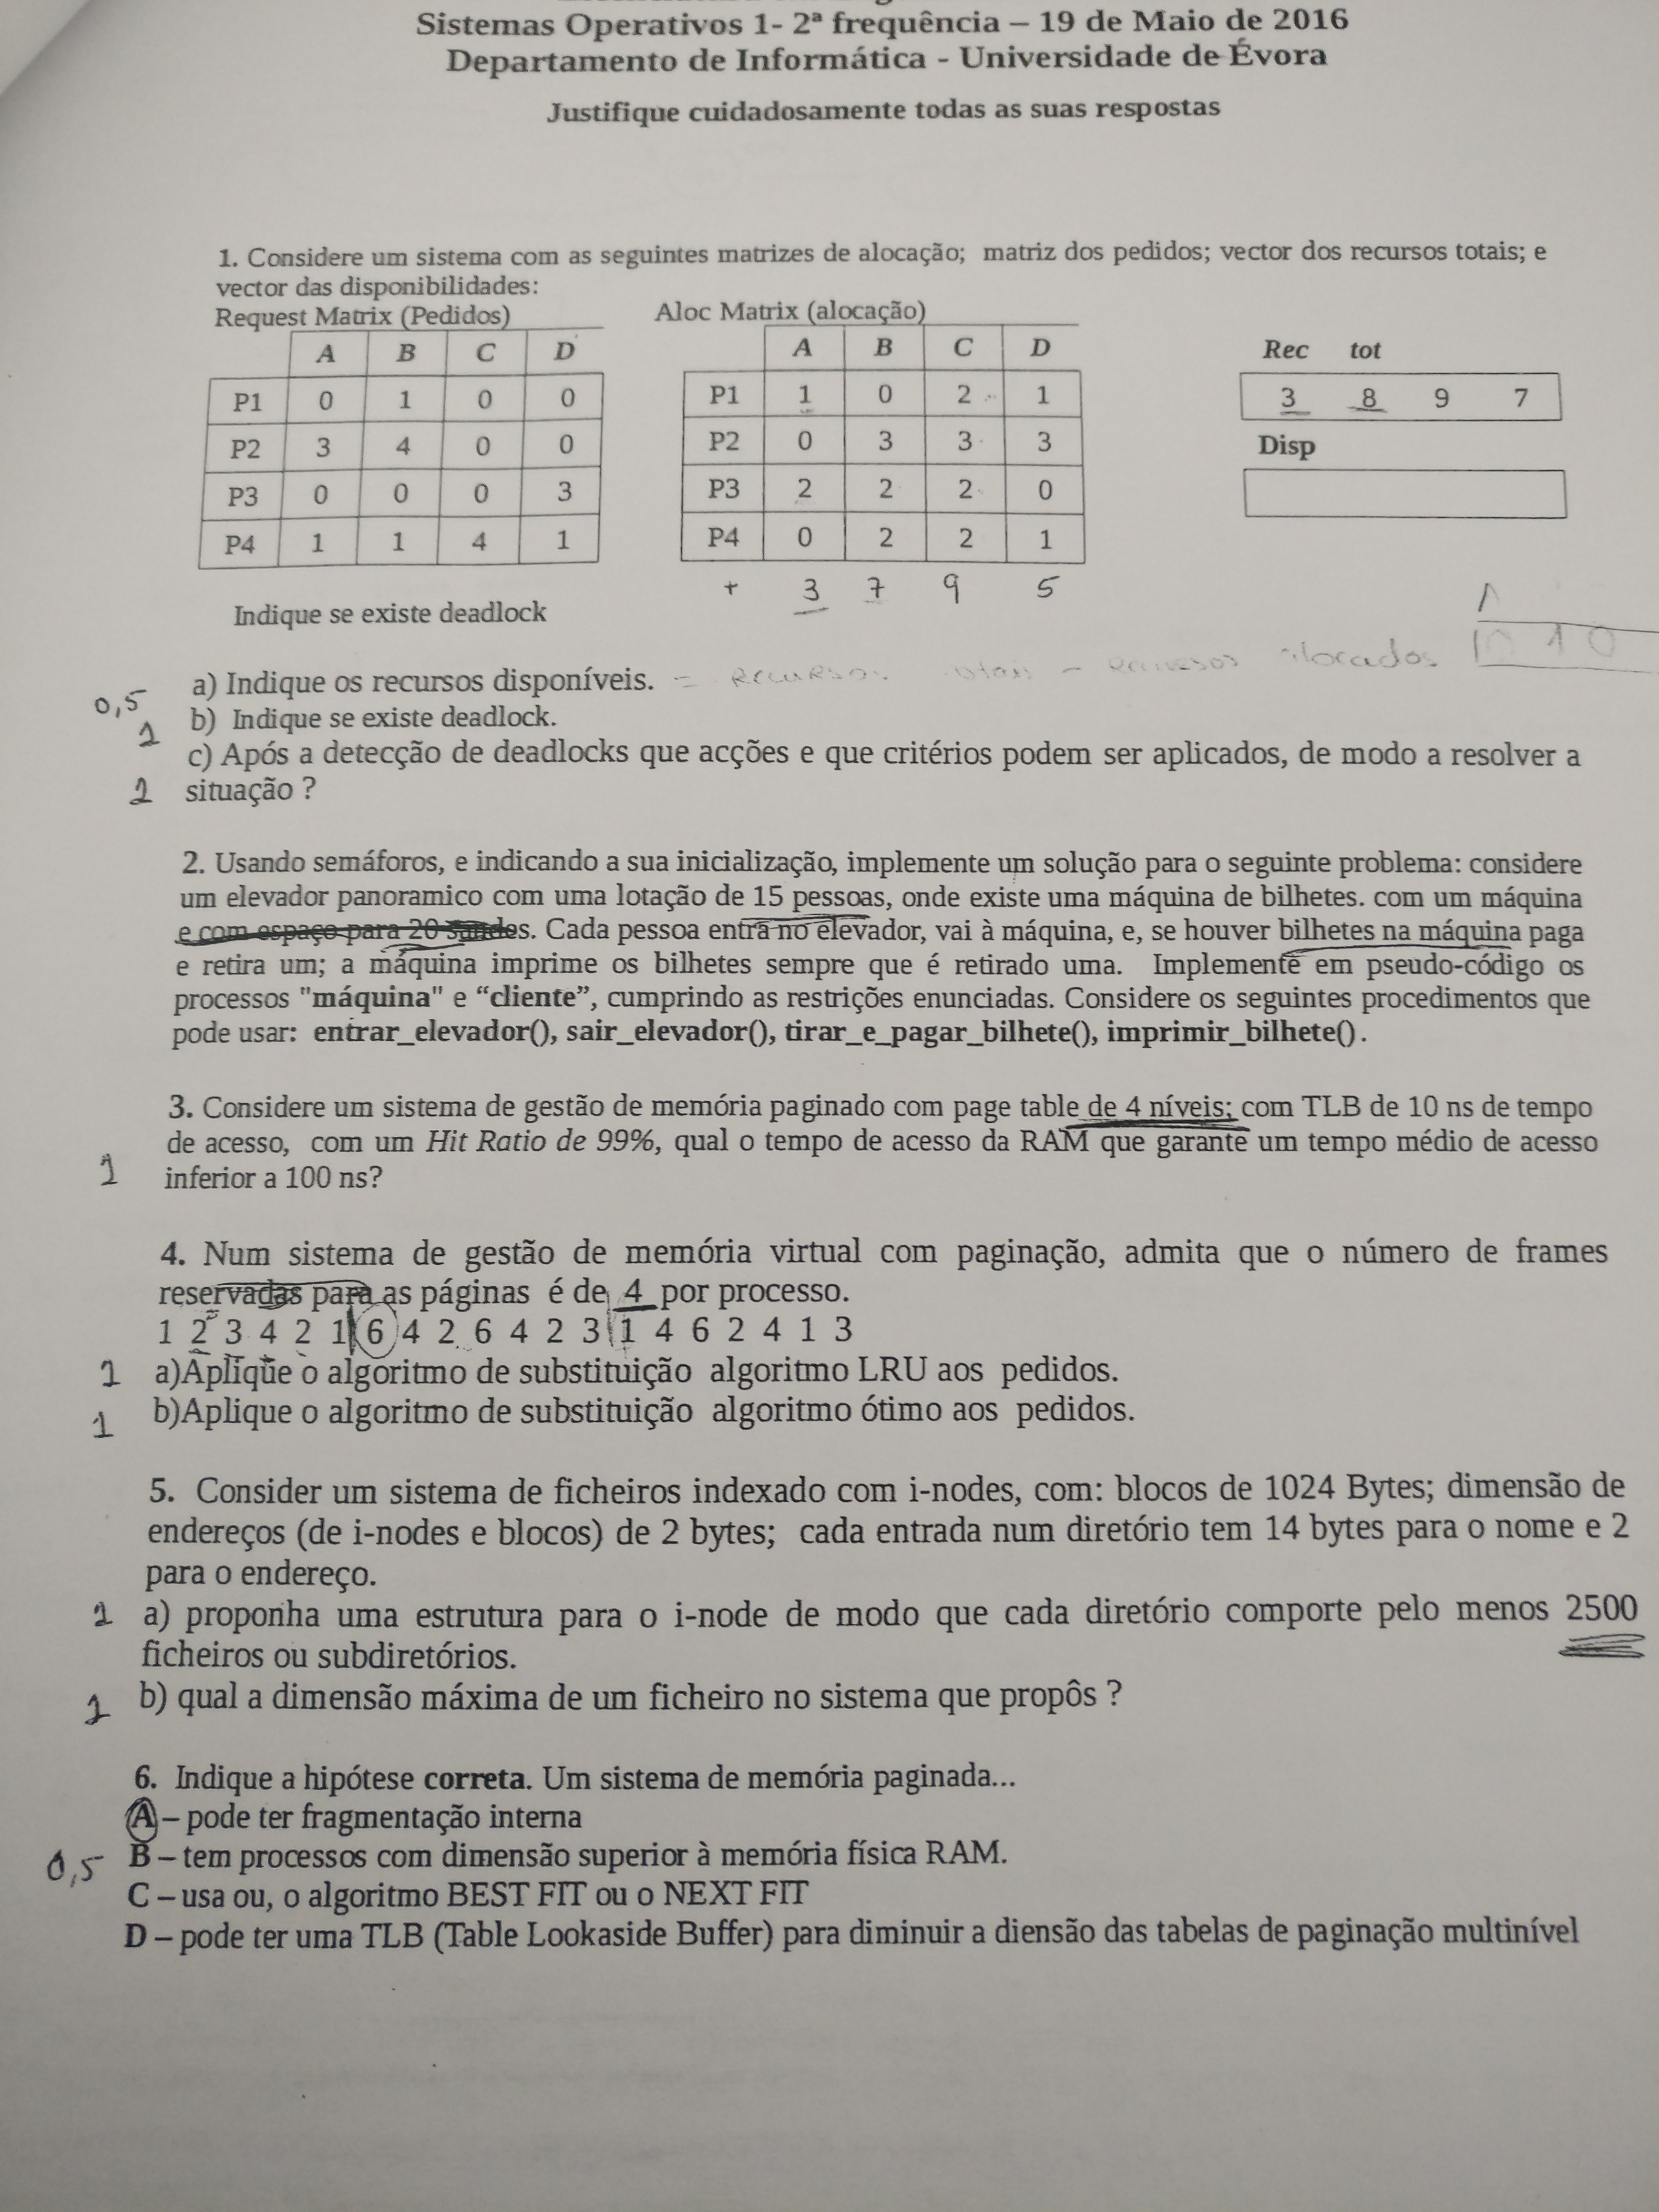 Sistemas Operativos 1- 2ª frequência – 19 de Maio de 2016
Departamento de Informática - Universidade de Évora
Justifique cuidadosamente todas as suas respostas
1. Considere um sistema com as seguintes matrizes de alocação; matriz dos pedidos; vector dos recursos totais; e
vector das disponibilidades:
Request Matrix (Pedidos)
A B C D
P1 0 1 0 0
P2 3 4 0 0
P3 0 0 0 3
P4 1 1 4 1
Aloc Matrix (alocação)
A B C D
P1 1 0 2 1
P2 0 3 3 3
P3 2 2 2 0
P4 0 2 2 1
+ 3 7 9 5
Rec tot
3 8 9 7
Disp
Indique se existe deadlock
a) Indique os recursos disponíveis. = Recursos totais - recursos alocados
0,5
b) Indique se existe deadlock.
1
c) Após a detecção de deadlocks que acções e que critérios podem ser aplicados, de modo a resolver a
1 situação ?
2. Usando semáforos, e indicando a sua inicialização, implemente um solução para o seguinte problema: considere
um elevador panoramico com uma lotação de 15 pessoas, onde existe uma máquina de bilhetes. com um máquina
e com espaço para 20 . Cada pessoa entra no elevador, vai à máquina, e, se houver bilhetes na máquina paga
e retira um; a máquina imprime os bilhetes sempre que é retirado uma. Implemente em pseudo-código os
processos "máquina" e “cliente”, cumprindo as restrições enunciadas. Considere os seguintes procedimentos que
pode usar: entrar_elevador(), sair_elevador(), tirar_e_pagar_bilhete(), imprimir_bilhete().
3. Considere um sistema de gestão de memória paginado com page table de 4 níveis; com TLB de 10 ns de tempo
de acesso, com um Hit Ratio de 99%, qual o tempo de acesso da RAM que garante um tempo médio de acesso
1 inferior a 100 ns?
4. Num sistema de gestão de memória virtual com paginação, admita que o número de frames
reservadas para as páginas é de 4 por processo.
1 2 3 4 2 1 6 4 2 6 4 2 3 1 4 6 2 4 1 3
1 a)Aplique o algoritmo de substituição algoritmo LRU aos pedidos.
1 b)Aplique o algoritmo de substituição algoritmo ótimo aos pedidos.
5. Consider um sistema de ficheiros indexado com i-nodes, com: blocos de 1024 Bytes; dimensão de
endereços (de i-nodes e blocos) de 2 bytes; cada entrada num diretório tem 14 bytes para o nome e 2
para o endereço.
1 a) proponha uma estrutura para o i-node de modo que cada diretório comporte pelo menos 2500
ficheiros ou subdiretórios.
1 b) qual a dimensão máxima de um ficheiro no sistema que propôs ?
6. Indique a hipótese correta. Um sistema de memória paginada...
A – pode ter fragmentação interna
0,5 B – tem processos com dimensão superior à memória física RAM.
C – usa ou, o algoritmo BEST FIT ou o NEXT FIT
D – pode ter uma TLB (Table Lookaside Buffer) para diminuir a diensão das tabelas de paginação multinível